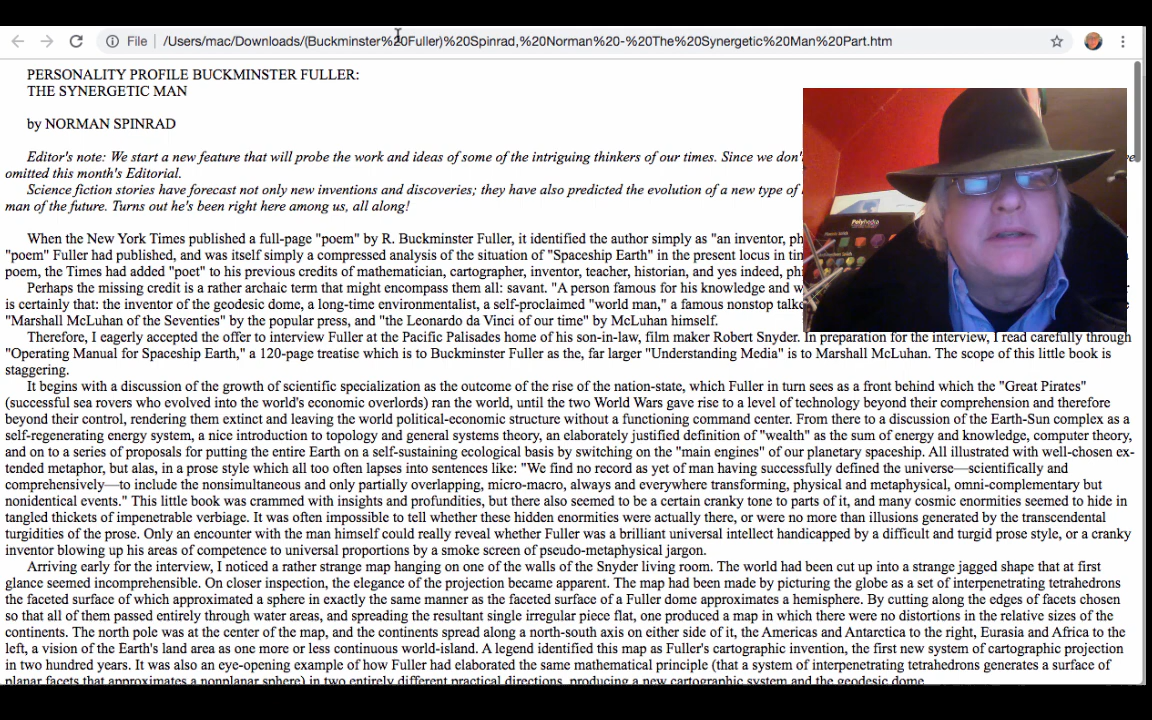 File | /Users/mac/Downloads/(Buckminster%20Fuller)%20Spinrad,%20Norman%20-%20The%20Synergetic%20Man%20Part.htm
PERSONALITY PROFILE BUCKMINSTER FULLER:
THE SYNERGETIC MAN
by NORMAN SPINRAD
Editor's note: We start a new feature that will probe the work and ideas of some of the intriguing thinkers of our times. Since we don'
omitted this month's Editorial.
Science fiction stories have forecast not only new inventions and discoveries; they have also predicted the evolution of a new type of
man of the future. Turns out he's been right here among us, all along!
When the New York Times published a full-page "poem" by R. Buckminster Fuller, it identified the author simply as "an inventor, ph
"poem" Fuller had published, and was itself simply a compressed analysis of the situation of "Spaceship Earth" in the present locus in tim
poem, the Times had added "poet" to his previous credits of mathematician, cartographer, inventor, teacher, historian, and yes indeed, phi
Perhaps the missing credit is a rather archaic term that might encompass them all: savant. "A person famous for his knowledge and w
is certainly that: the inventor of the geodesic dome, a long-time environmentalist, a self-proclaimed "world man," a famous nonstop talke
"Marshall McLuhan of the Seventies" by the popular press, and "the Leonardo da Vinci of our time" by McLuhan himself.
Therefore, I eagerly accepted the offer to interview Fuller at the Pacific Palisades home of his son-in-law, film maker Robert Snyder. In preparation for the interview, I read carefully through
"Operating Manual for Spaceship Earth," a 120-page treatise which is to Buckminster Fuller as the, far larger "Understanding Media" is to Marshall McLuhan. The scope of this little book is
staggering.
It begins with a discussion of the growth of scientific specialization as the outcome of the rise of the nation-state, which Fuller in turn sees as a front behind which the "Great Pirates"
(successful sea rovers who evolved into the world's economic overlords) ran the world, until the two World Wars gave rise to a level of technology beyond their comprehension and therefore
beyond their control, rendering them extinct and leaving the world political-economic structure without a functioning command center. From there to a discussion of the Earth-Sun complex as a
self-regenerating energy system, a nice introduction to topology and general systems theory, an elaborately justified definition of "wealth" as the sum of energy and knowledge, computer theory,
and on to a series of proposals for putting the entire Earth on a self-sustaining ecological basis by switching on the "main engines" of our planetary spaceship. All illustrated with well-chosen ex-
tended metaphor, but alas, in a prose style which all too often lapses into sentences like: "We find no record as yet of man having successfully defined the universe—scientifically and
comprehensively—to include the nonsimultaneous and only partially overlapping, micro-macro, always and everywhere transforming, physical and metaphysical, omni-complementary but
nonidentical events." This little book was crammed with insights and profundities, but there also seemed to be a certain cranky tone to parts of it, and many cosmic enormities seemed to hide in
tangled thickets of impenetrable verbiage. It was often impossible to tell whether these hidden enormities were actually there, or were no more than illusions generated by the transcendental
turgidities of the prose. Only an encounter with the man himself could really reveal whether Fuller was a brilliant universal intellect handicapped by a difficult and turgid prose style, or a cranky
inventor blowing up his areas of competence to universal proportions by a smoke screen of pseudo-metaphysical jargon.
Arriving early for the interview, I noticed a rather strange map hanging on one of the walls of the Snyder living room. The world had been cut up into a strange jagged shape that at first
glance seemed incomprehensible. On closer inspection, the elegance of the projection became apparent. The map had been made by picturing the globe as a set of interpenetrating tetrahedrons
the faceted surface of which approximated a sphere in exactly the same manner as the faceted surface of a Fuller dome approximates a hemisphere. By cutting along the edges of facets chosen
so that all of them passed entirely through water areas, and spreading the resultant single irregular piece flat, one produced a map in which there were no distortions in the relative sizes of the
continents. The north pole was at the center of the map, and the continents spread along a north-south axis on either side of it, the Americas and Antarctica to the right, Eurasia and Africa to the
left, a vision of the Earth's land area as one more or less continuous world-island. A legend identified this map as Fuller's cartographic invention, the first new system of cartographic projection
in two hundred years. It was also an eye-opening example of how Fuller had elaborated the same mathematical principle (that a system of interpenetrating tetrahedrons generates a surface of
planar facets that approximates a nonplanar sphere) in two entirely different practical directions, producing a new cartographic system and the geodesic dome.
Polyhedra